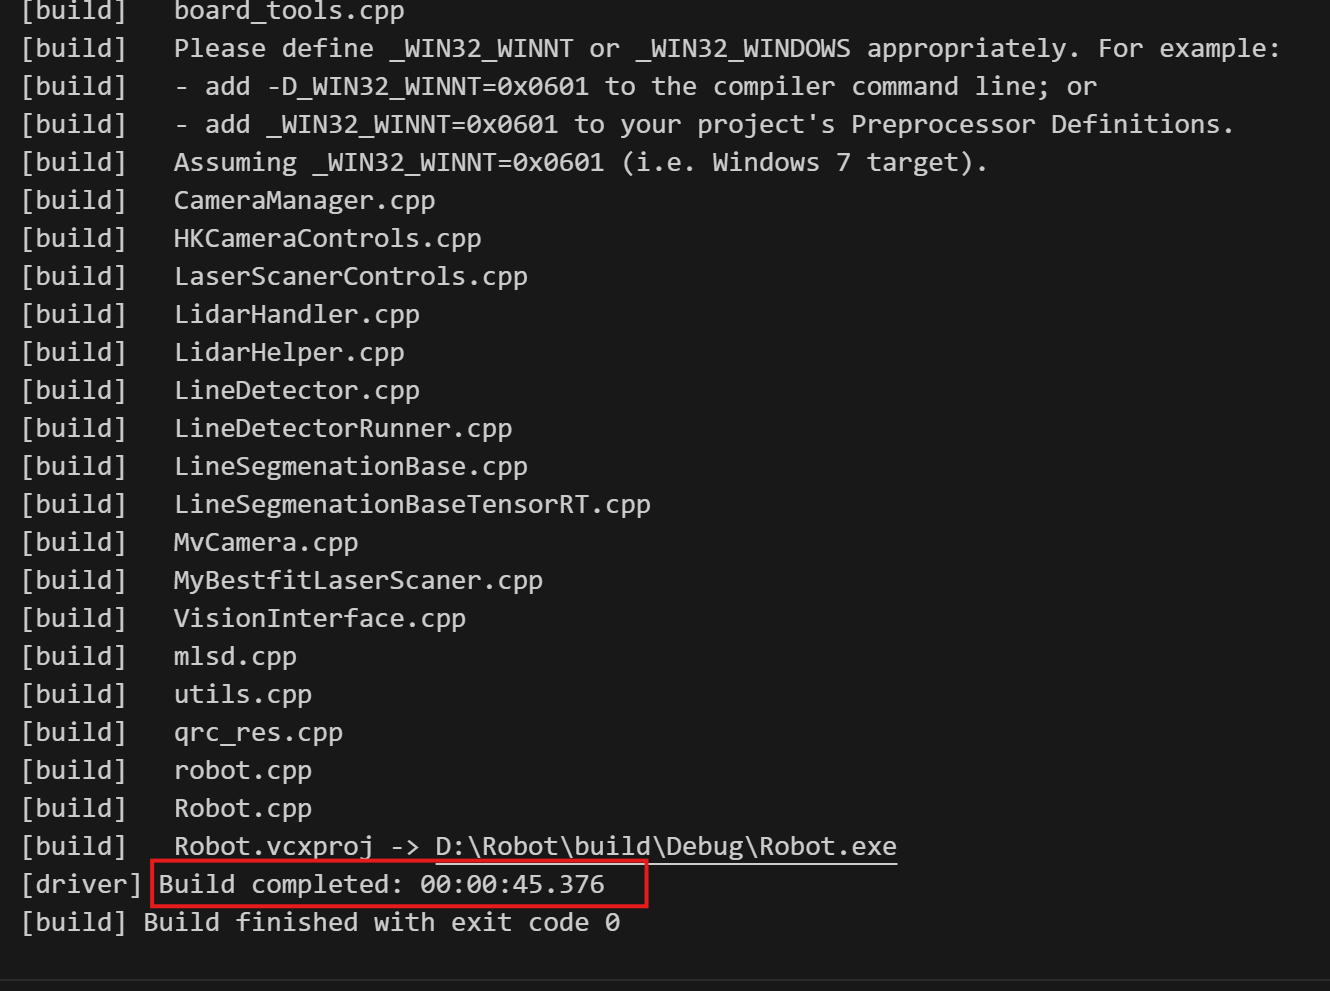 [build]   board_tools.cpp
[build]   Please define _WIN32_WINNT or _WIN32_WINDOWS appropriately. For example:
[build]   - add -D_WIN32_WINNT=0x0601 to the compiler command line; or
[build]   - add _WIN32_WINNT=0x0601 to your project's Preprocessor Definitions.
[build]   Assuming _WIN32_WINNT=0x0601 (i.e. Windows 7 target).
[build]   CameraManager.cpp
[build]   HKCameraControls.cpp
[build]   LaserScanerControls.cpp
[build]   LidarHandler.cpp
[build]   LidarHelper.cpp
[build]   LineDetector.cpp
[build]   LineDetectorRunner.cpp
[build]   LineSegmenationBase.cpp
[build]   LineSegmenationBaseTensorRT.cpp
[build]   MvCamera.cpp
[build]   MyBestfitLaserScaner.cpp
[build]   VisionInterface.cpp
[build]   mlsd.cpp
[build]   utils.cpp
[build]   qrc_res.cpp
[build]   robot.cpp
[build]   Robot.cpp
[build]   Robot.vcxproj -> D:\Robot\build\Debug\Robot.exe
[driver] Build completed: 00:00:45.376
[build] Build finished with exit code 0